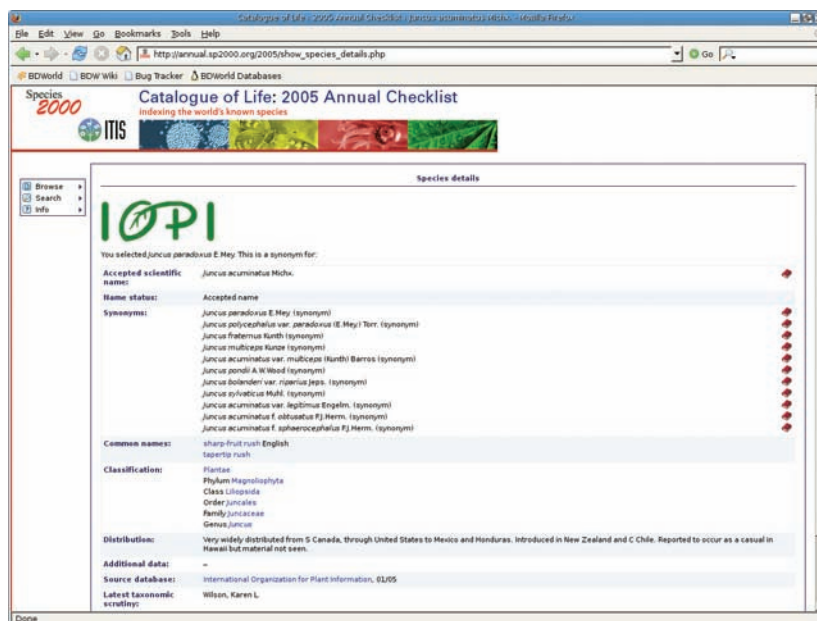 Catalogue of Life : 2005 Annual Checklist : Juncus acuminatus Michx. - Mozilla Firefox
File Edit View Go Bookmarks Tools Help
http://annual.sp2000.org/2005/show_species_details.php Go
BDWorld BDW Wiki Bug Tracker BDWorld Databases
Species 2000
ITIS
Catalogue of Life: 2005 Annual Checklist
Indexing the world's known species
Browse
Search
Info
Species details
IOPI
You selected Juncus paradoxus E.Mey. This is a synonym for:
Accepted scientific name: Juncus acuminatus Michx.
Name status: Accepted name
Synonyms: Juncus paradoxus E.Mey. (synonym)
Juncus polycephalus var. paradoxus (E.Mey.) Torr. (synonym)
Juncus fraternus Kunth (synonym)
Juncus multiceps Kunze (synonym)
Juncus acuminatus var. multiceps (Kunth) Barros (synonym)
Juncus pondii A.W.Wood (synonym)
Juncus bolanderi var. riparius Jeps. (synonym)
Juncus sylvaticus Muhl. (synonym)
Juncus acuminatus var. legitimus Engelm. (synonym)
Juncus acuminatus f. obtusatus F.J.Herm. (synonym)
Juncus acuminatus f. sphaerocephalus F.J.Herm. (synonym)
Common names: sharp-fruit rush English
tapertip rush
Classification: Plantae
Phylum Magnoliophyta
Class Liliopsida
Order Juncales
Family Juncaceae
Genus Juncus
Distribution: Very widely distributed from S Canada, through United States to Mexico and Honduras. Introduced in New Zealand and C Chile. Reported to occur as a casual in
Hawaii but material not seen.
Additional data: –
Source database: International Organization for Plant Information, 01/05
Latest taxonomic scrutiny: Wilson, Karen L.
Done